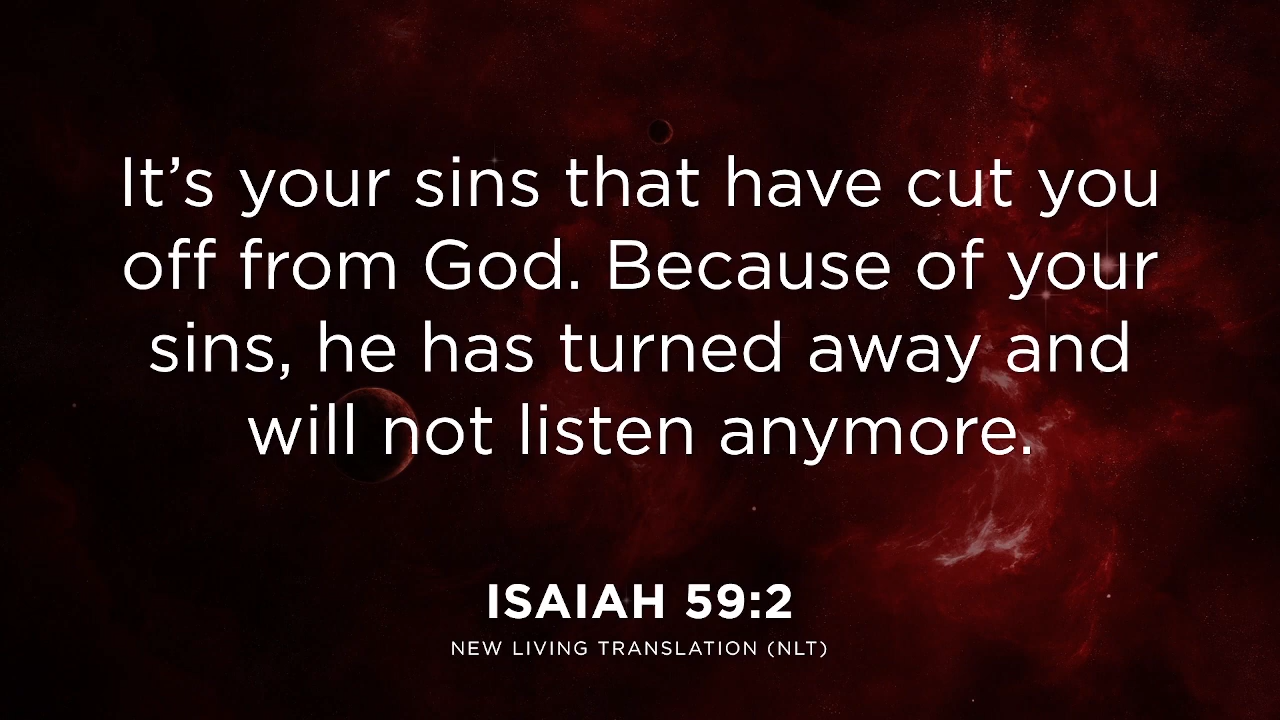 It’s your sins that have cut you
off from God. Because of your
sins, he has turned away and
will not listen anymore.
ISAIAH 59:2
NEW LIVING TRANSLATION (NLT)